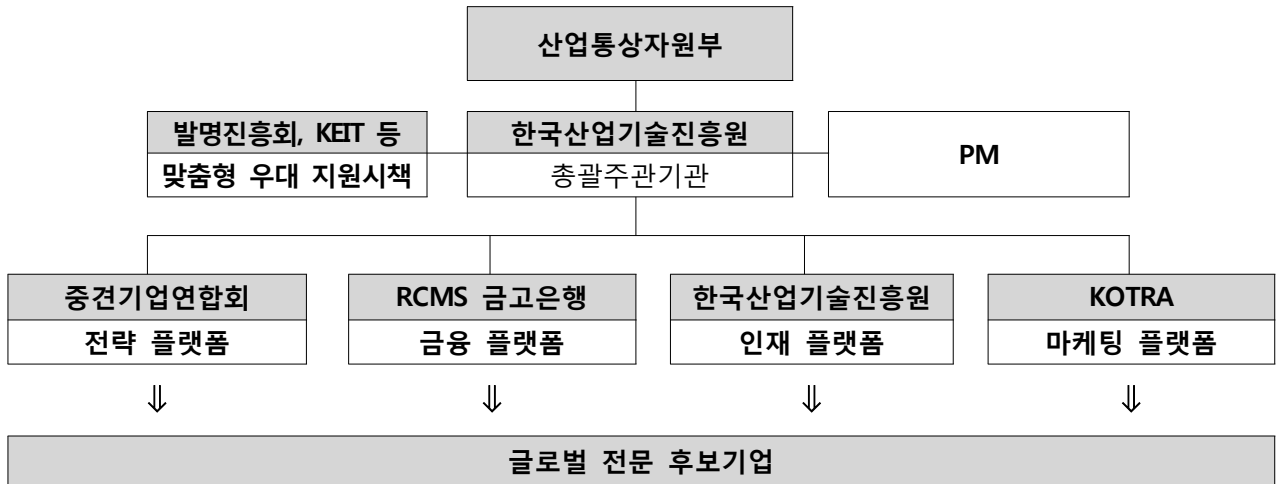 산업통상자원부
발명진흥회, KEIT 등
맞춤형 우대 지원시책
한국산업기술진흥원
총괄주관기관
PM
중견기업연합회
전략 플랫폼
RCMS 금고은행
금융 플랫폼
한국산업기술진흥원
인재 플랫폼
KOTRA
마케팅 플랫폼
⇓ ⇓ ⇓ ⇓
글로벌 전문 후보기업